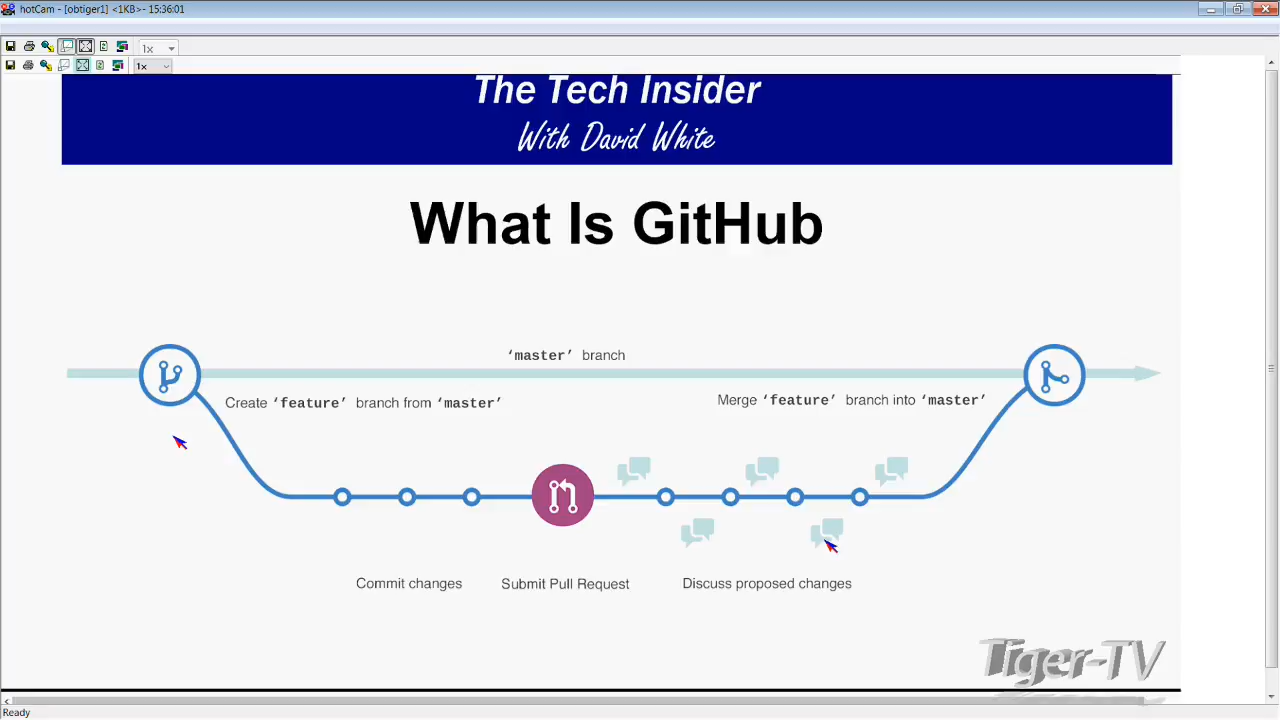 hotCam - [obtiger1] <1KB> - 15:36:01
1x
1x
The Tech Insider
With David White
What Is GitHub
‘master’ branch
Create ‘feature’ branch from ‘master’
Merge ‘feature’ branch into ‘master’
Commit changes
Submit Pull Request
Discuss proposed changes
Tiger-TV
Ready